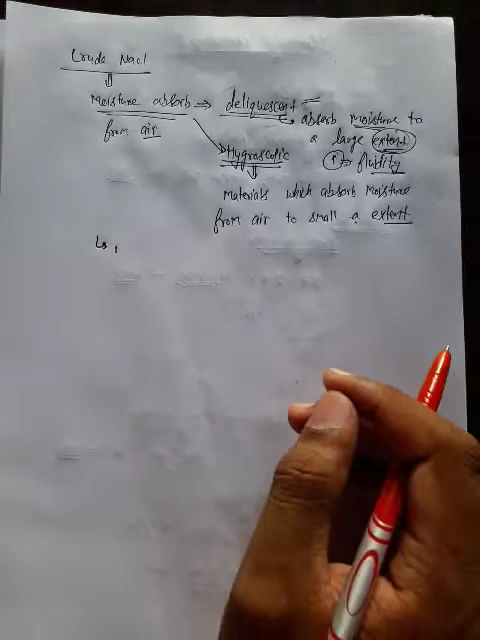 Crude Nacl
⇓
Moisture absorb ⇒ deliquescent
from air
absorb moisture to
a large extent
↑ fluidity
Hygroscopic
⇓
Materials which absorb moisture
from air to small a extent
↳ 1